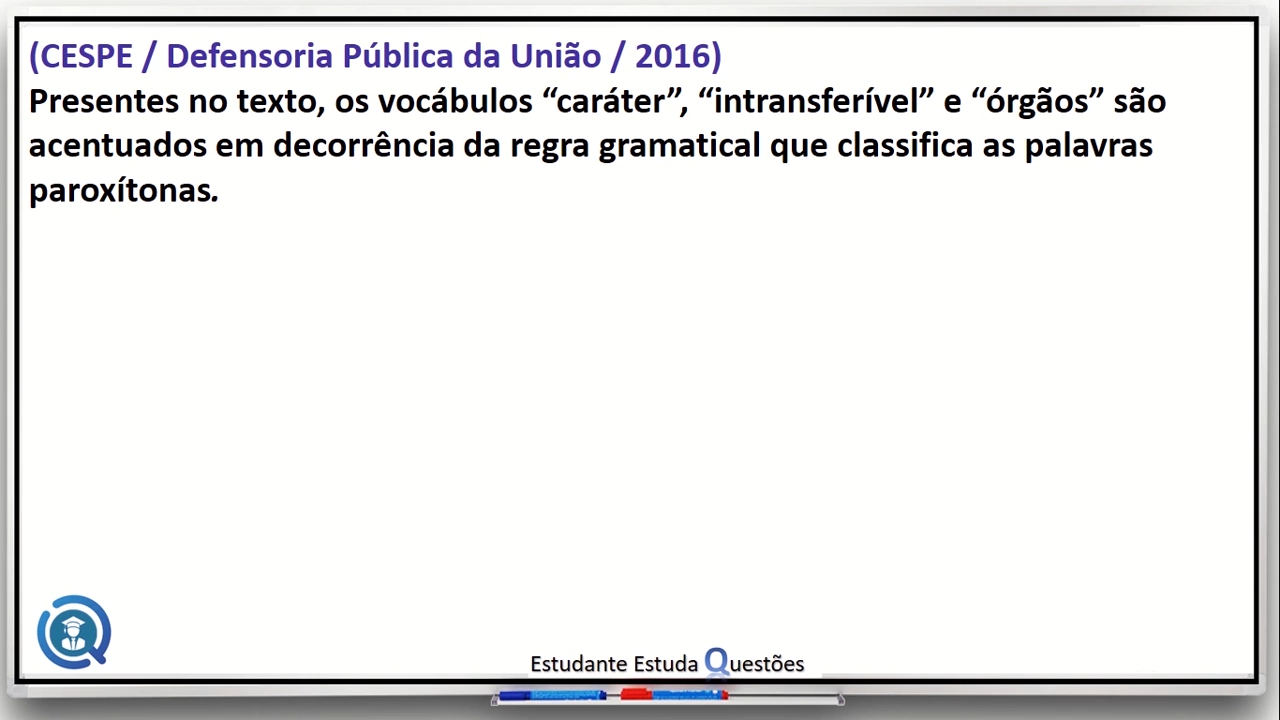 (CESPE / Defensoria Pública da União / 2016)
Presentes no texto, os vocábulos “caráter”, “intransferível” e “órgãos” são
acentuados em decorrência da regra gramatical que classifica as palavras
paroxítonas.
Estudante Estuda Questões